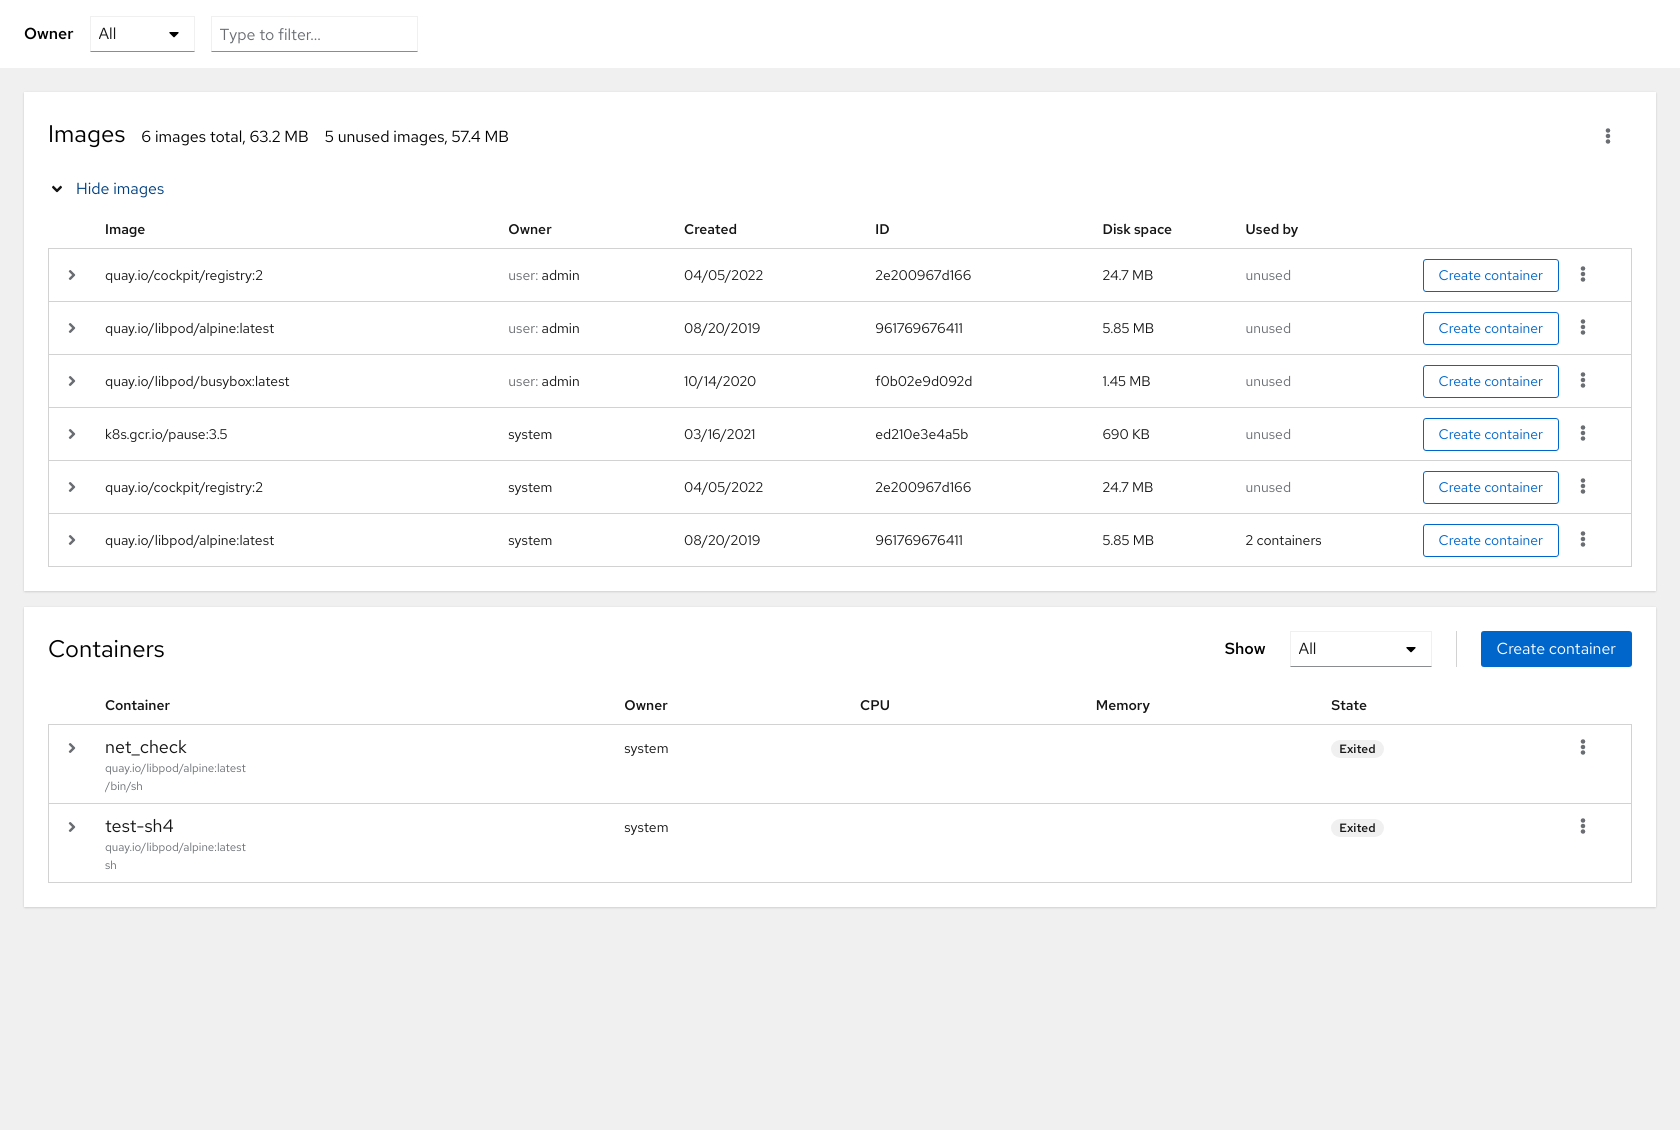 Owner All Type to filter...
Images 6 images total, 63.2 MB 5 unused images, 57.4 MB
Hide images
Image Owner Created ID Disk space Used by
quay.io/cockpit/registry:2 user: admin 04/05/2022 2e200967d166 24.7 MB unused Create container
quay.io/libpod/alpine:latest user: admin 08/20/2019 961769676411 5.85 MB unused Create container
quay.io/libpod/busybox:latest user: admin 10/14/2020 f0b02e9d092d 1.45 MB unused Create container
k8s.gcr.io/pause:3.5 system 03/16/2021 ed210e3e4a5b 690 KB unused Create container
quay.io/cockpit/registry:2 system 04/05/2022 2e200967d166 24.7 MB unused Create container
quay.io/libpod/alpine:latest system 08/20/2019 961769676411 5.85 MB 2 containers Create container
Containers Show All Create container
Container Owner CPU Memory State
net_check system Exited
quay.io/libpod/alpine:latest
/bin/sh
test-sh4 system Exited
quay.io/libpod/alpine:latest
sh